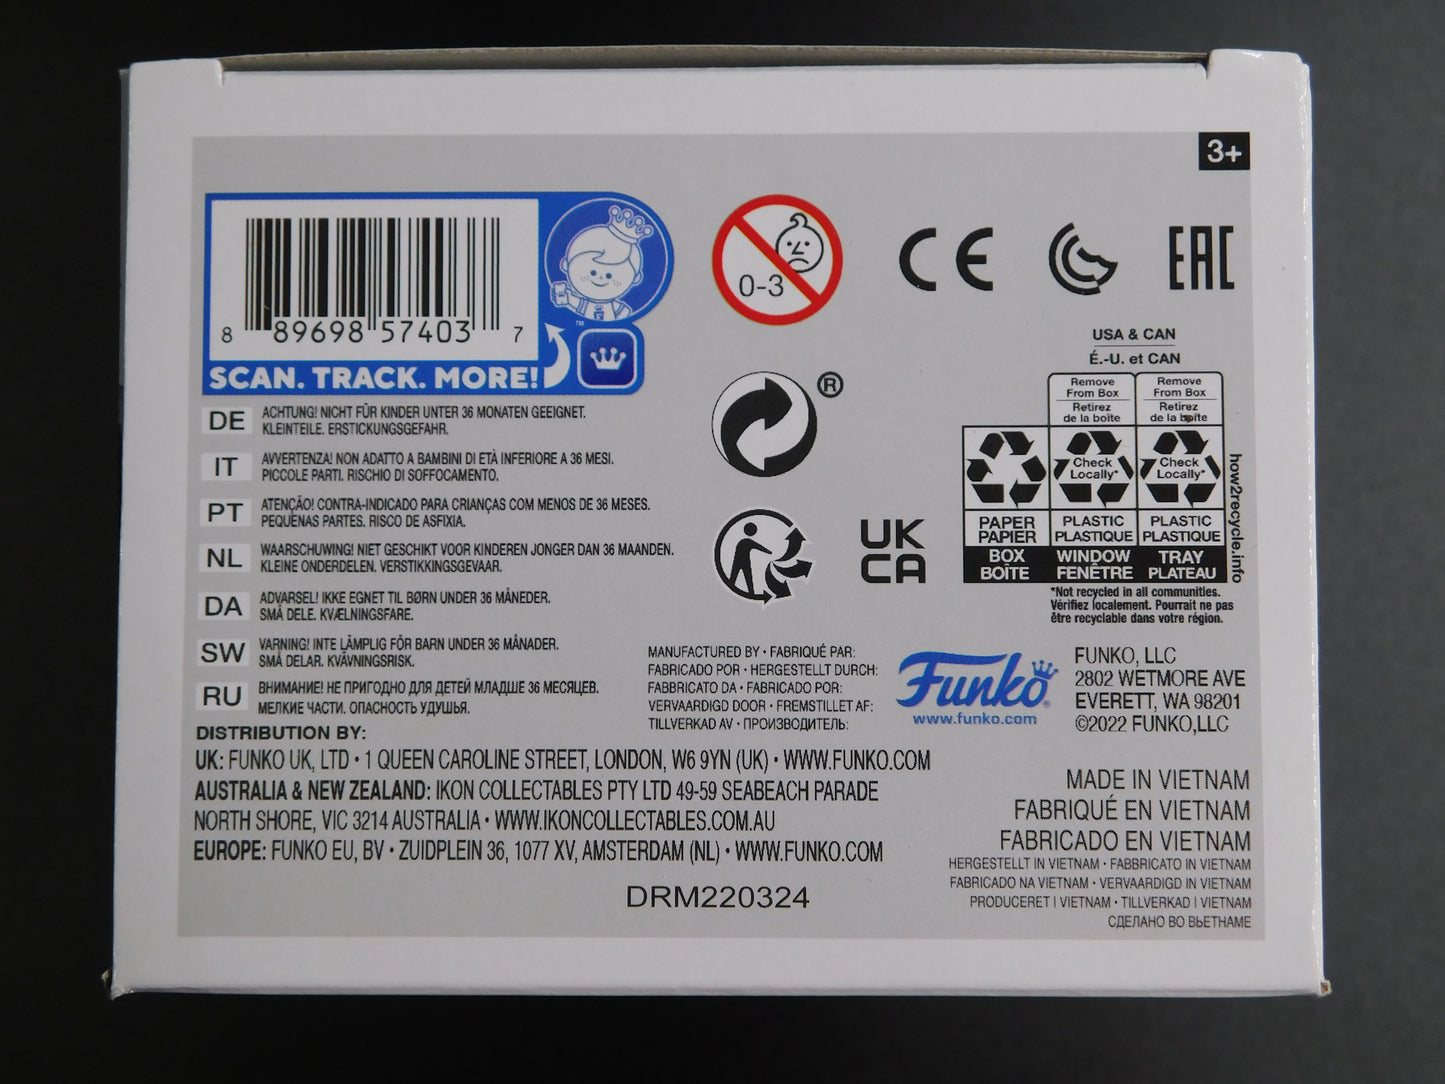 3+
8 89698 57403 7
™
SCAN. TRACK. MORE!
0-3
CE
EAC
USA & CAN
É.-U. et CAN
Remove
From Box
Retirez
de la boîte
Remove
From Box
Retirez
de la boîte
®
Check
Locally*
Check
Locally*
PAPER
PAPIER
PLASTIC
PLASTIQUE
PLASTIC
PLASTIQUE
BOX
BOÎTE
WINDOW
FENÊTRE
TRAY
PLATEAU
how2recycle.info
*Not recycled in all communities.
Vérifiez localement. Pourrait ne pas
être recyclable dans votre région.
UK
CA
DE ACHTUNG! NICHT FÜR KINDER UNTER 36 MONATEN GEEIGNET.
KLEINTEILE. ERSTICKUNGSGEFAHR.
IT AVVERTENZA! NON ADATTO A BAMBINI DI ETÀ INFERIORE A 36 MESI.
PICCOLE PARTI. RISCHIO DI SOFFOCAMENTO.
PT ATENÇÃO! CONTRA-INDICADO PARA CRIANÇAS COM MENOS DE 36 MESES.
PEQUENAS PARTES. RISCO DE ASFIXIA.
NL WAARSCHUWING! NIET GESCHIKT VOOR KINDEREN JONGER DAN 36 MAANDEN.
KLEINE ONDERDELEN. VERSTIKKINGSGEVAAR.
DA ADVARSEL! IKKE EGNET TIL BØRN UNDER 36 MÅNEDER.
SMÅ DELE. KVÆLNINGSFARE.
SW VARNING! INTE LÄMPLIG FÖR BARN UNDER 36 MÅNADER.
SMÅ DELAR. KVÄVNINGSRISK.
RU ВНИМАНИЕ! НЕ ПРИГОДНО ДЛЯ ДЕТЕЙ МЛАДШЕ 36 МЕСЯЦЕВ.
МЕЛКИЕ ЧАСТИ. ОПАСНОСТЬ УДУШЬЯ.
MANUFACTURED BY • FABRIQUÉ PAR:
FABRICADO POR • HERGESTELLT DURCH:
FABBRICATO DA • FABRICADO POR:
VERVAARDIGD DOOR • FREMSTILLET AF:
TILLVERKAD AV • ПРОИЗВОДИТЕЛЬ:
Funko®
www.funko.com
FUNKO, LLC
2802 WETMORE AVE
EVERETT, WA 98201
©2022 FUNKO,LLC
DISTRIBUTION BY:
UK: FUNKO UK, LTD • 1 QUEEN CAROLINE STREET, LONDON, W6 9YN (UK) • WWW.FUNKO.COM
AUSTRALIA & NEW ZEALAND: IKON COLLECTABLES PTY LTD 49-59 SEABEACH PARADE
NORTH SHORE, VIC 3214 AUSTRALIA • WWW.IKONCOLLECTABLES.COM.AU
EUROPE: FUNKO EU, BV • ZUIDPLEIN 36, 1077 XV, AMSTERDAM (NL) • WWW.FUNKO.COM
DRM220324
MADE IN VIETNAM
FABRIQUÉ EN VIETNAM
FABRICADO EN VIETNAM
HERGESTELLT IN VIETNAM • FABBRICATO IN VIETNAM
FABRICADO NA VIETNAM • VERVAARDIGD IN VIETNAM
PRODUCERET I VIETNAM • TILLVERKAD I VIETNAM
СДЕЛАНО ВО ВЬЕТНАМЕ